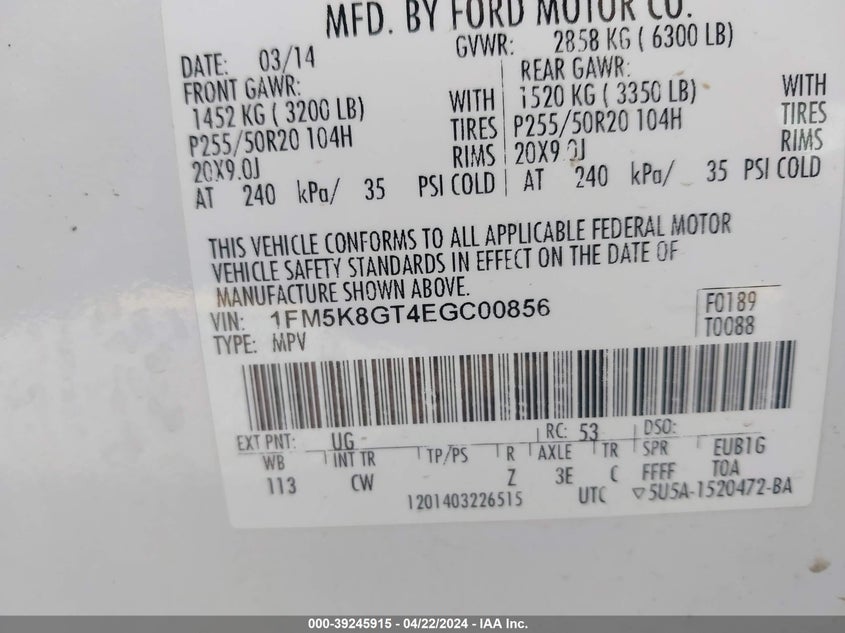 MFD. BY FORD MOTOR CO.
DATE: 03/14 GVWR: 2858 KG ( 6300 LB)
FRONT GAWR: REAR GAWR:
1452 KG ( 3200 LB) WITH 1520 KG ( 3350 LB) WITH
P255/50R20 104H TIRES P255/50R20 104H TIRES
20X9.0J RIMS 20X9.0J RIMS
AT 240 kPa/ 35 PSI COLD AT 240 kPa/ 35 PSI COLD
THIS VEHICLE CONFORMS TO ALL APPLICABLE FEDERAL MOTOR
VEHICLE SAFETY STANDARDS IN EFFECT ON THE DATE OF
MANUFACTURE SHOWN ABOVE.
VIN: 1FM5K8GT4EGC00856 F0189
TYPE: MPV T0088
EXT PNT: UG RC: 53 DSO:
WB INT TR TP/PS R AXLE TR SPR EUB1G
113 CW Z 3E C FFFF TOA
1201403226515 UTC ▽5U5A-1520472-BA
000-39245915 - 04/22/2024 - IAA Inc.